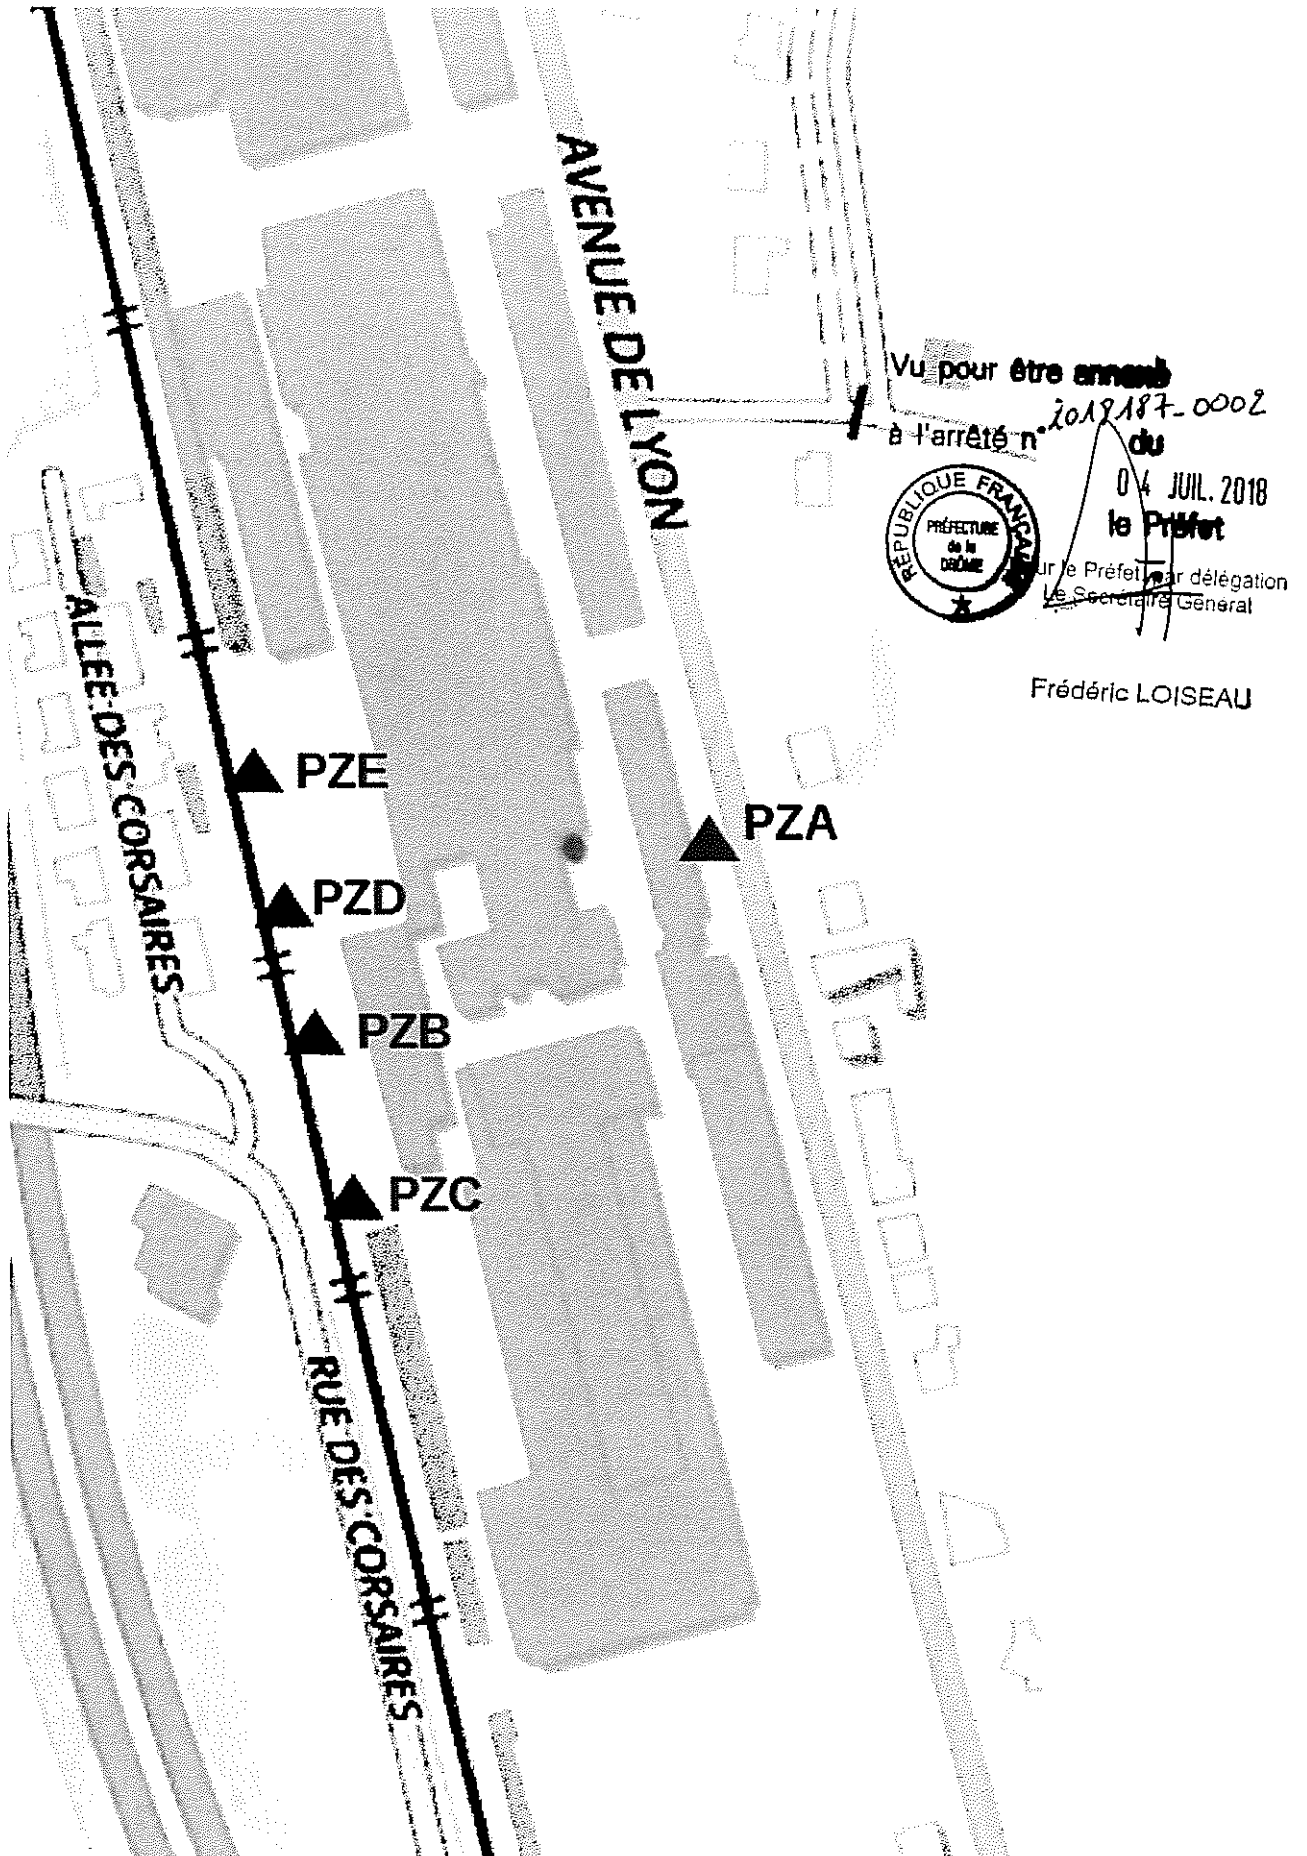 AVENUE DE LYON
Vu pour être annexé
à l'arrêté n° 2018187-0002
du
04 JUIL. 2018
le Préfet
RÉPUBLIQUE FRANÇAISE
PRÉFECTURE
de la
DRÔME
ur le Préfet, par délégation
Le Secrétaire Général
Frédéric LOISEAU
ALLEE DES CORSAIRES
PZE
PZA
PZD
PZB
PZC
RUE DES CORSAIRES